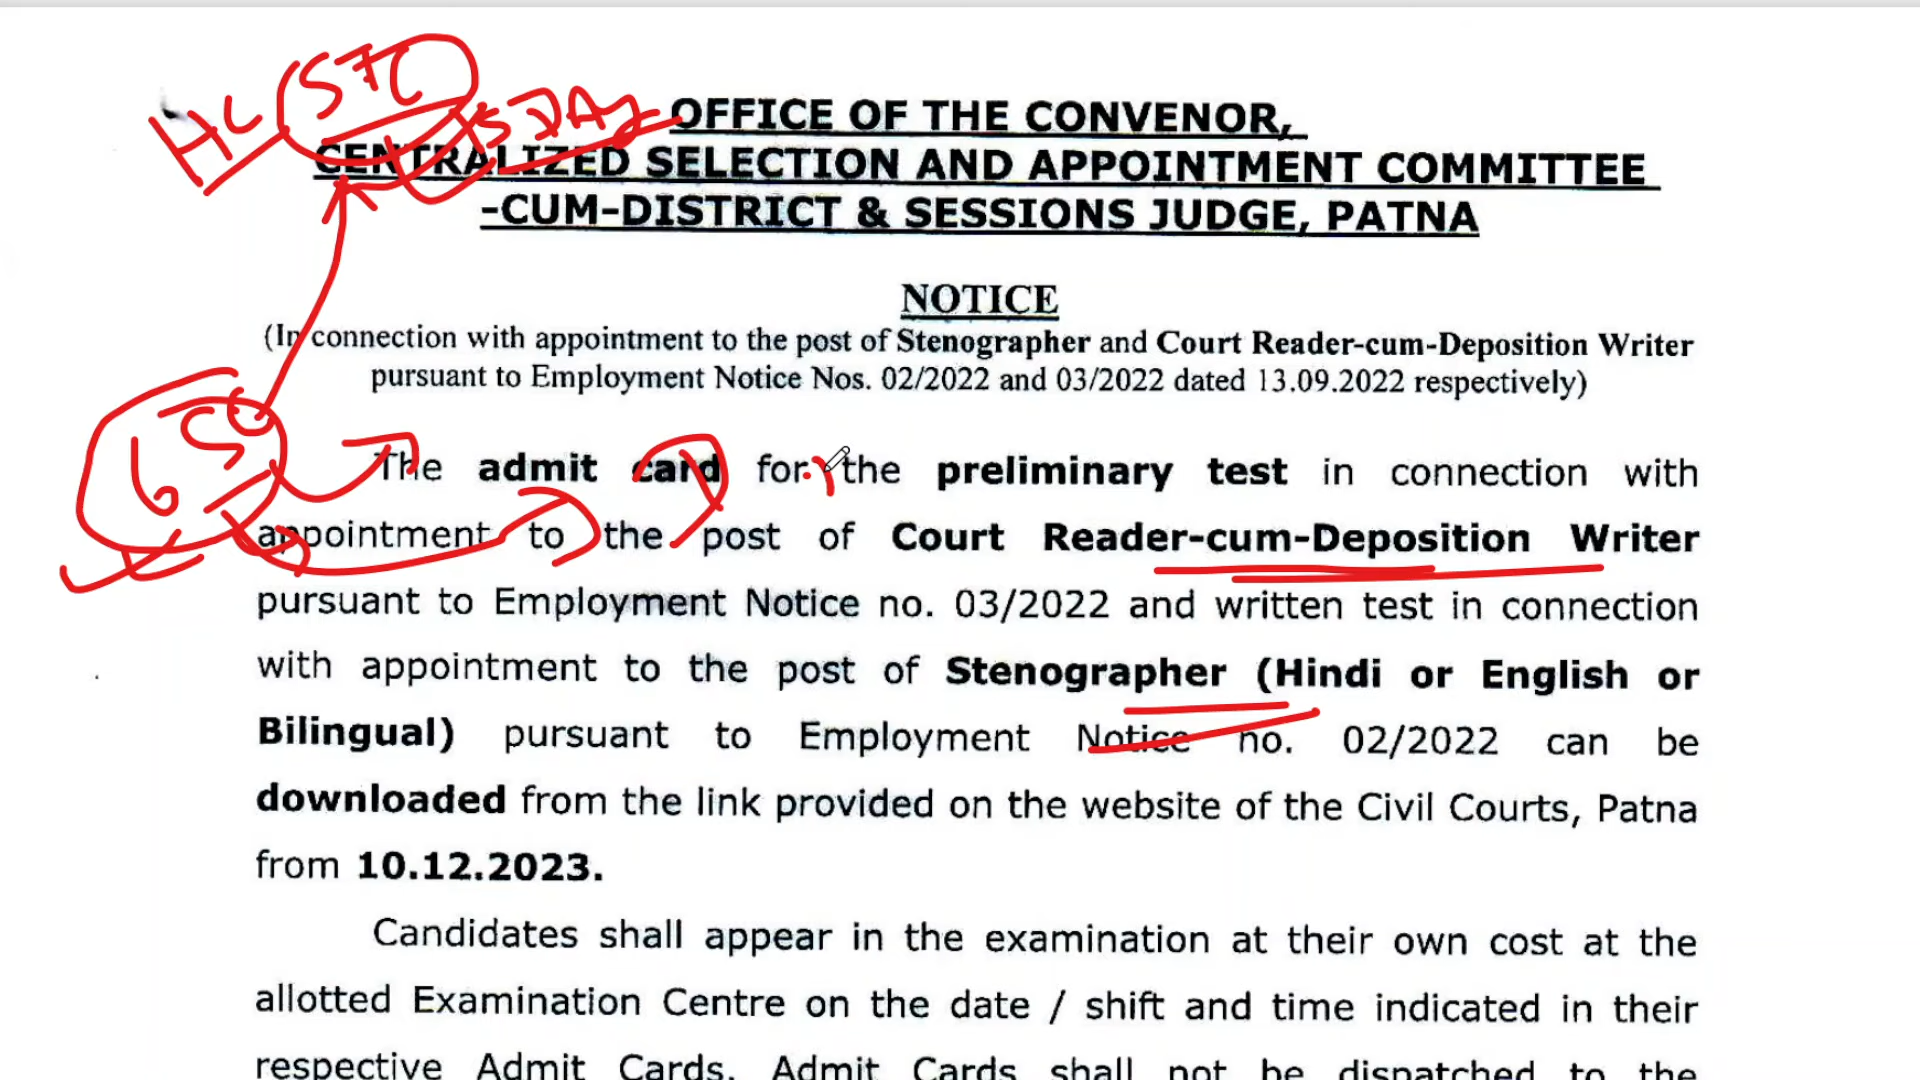 HC
OFFICE OF THE CONVENOR,
CENTRALIZED SELECTION AND APPOINTMENT COMMITTEE
-CUM-DISTRICT & SESSIONS JUDGE, PATNA
NOTICE
(In connection with appointment to the post of Stenographer and Court Reader-cum-Deposition Writer
pursuant to Employment Notice Nos. 02/2022 and 03/2022 dated 13.09.2022 respectively)
The admit card for the preliminary test in connection with
appointment to the post of Court Reader-cum-Deposition Writer
pursuant to Employment Notice no. 03/2022 and written test in connection
with appointment to the post of Stenographer (Hindi or English or
Bilingual) pursuant to Employment Notice no. 02/2022 can be
downloaded from the link provided on the website of the Civil Courts, Patna
from 10.12.2023.
Candidates shall appear in the examination at their own cost at the
allotted Examination Centre on the date / shift and time indicated in their
respective Admit Cards. Admit Cards shall not be dispatched to the